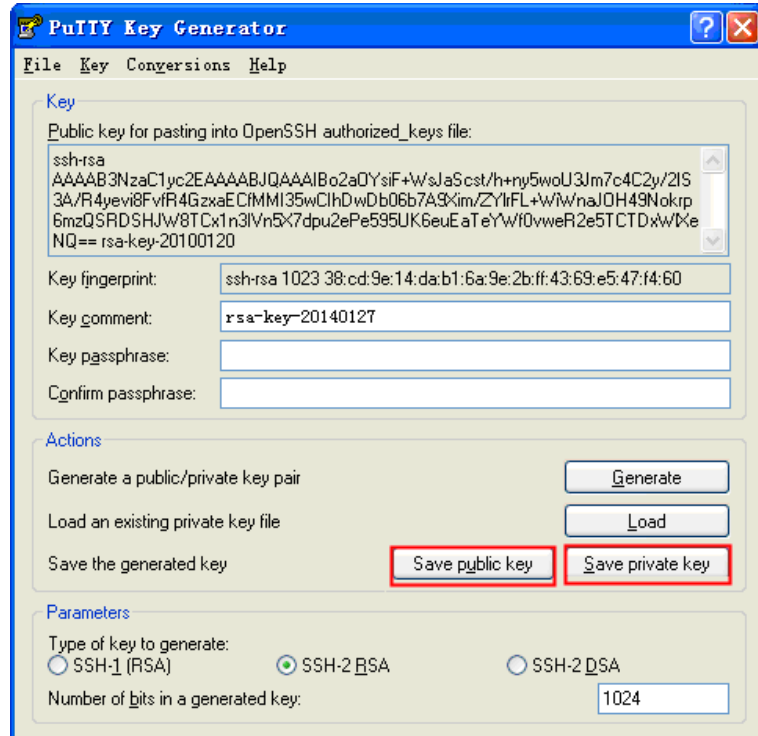 PuTTY Key Generator
File Key Conversions Help
Key
Public key for pasting into OpenSSH authorized_keys file:
ssh-rsa
AAAAB3NzaC1yc2EAAAABJQAAAIBo2aOYsiF+WsJaScst/h+ny5woU3Jm7c4C2y/2IS
3A/R4yevi8FvfR4GzxaECfMMI35wClhDwDb06b7A9Xim/ZYlrFL+WiWnaJOH49Nokrp
6mzQSRDSHJW8TCx1n3IVn5X7dpu2ePe595UK6euEaTeYWf0vweR2e5TCTDxWlXe
NQ== rsa-key-20100120
Key fingerprint: ssh-rsa 1023 38:cd:9e:14:da:b1:6a:9e:2b:ff:43:69:e5:47:f4:60
Key comment: rsa-key-20140127
Key passphrase:
Confirm passphrase:
Actions
Generate a public/private key pair Generate
Load an existing private key file Load
Save the generated key Save public key Save private key
Parameters
Type of key to generate:
SSH-1 (RSA) SSH-2 RSA SSH-2 DSA
Number of bits in a generated key: 1024